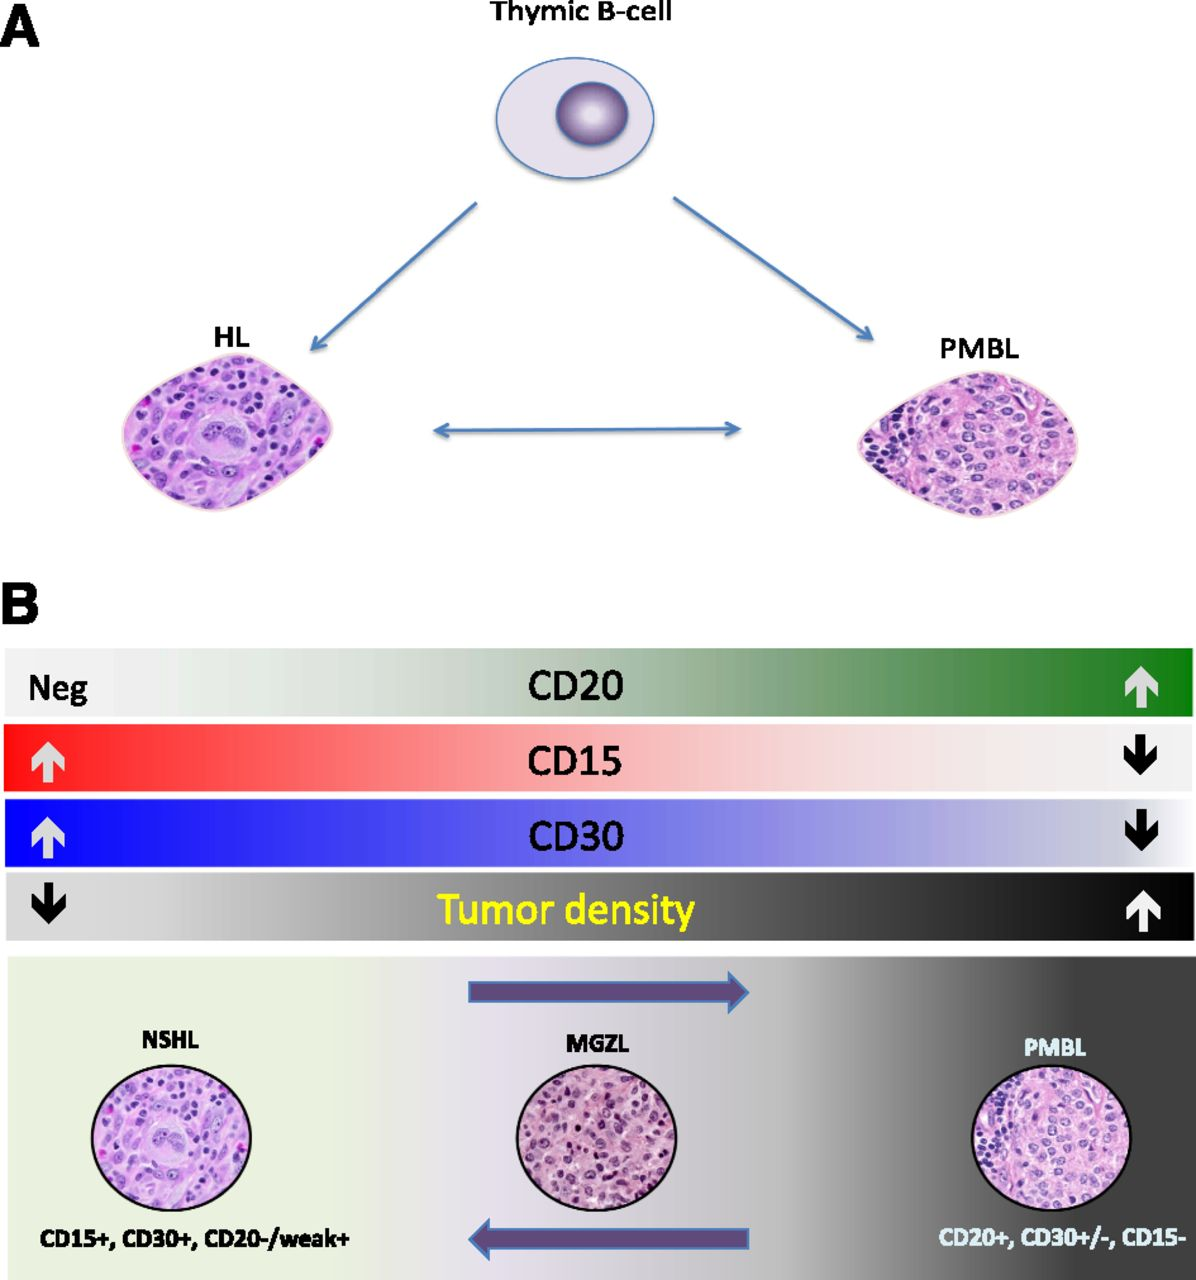 A
Thymic B-cell
HL
PMBL
B
Neg
CD20
CD15
CD30
Tumor density
NSHL
MGZL
PMBL
CD15+, CD30+, CD20-/weak+
CD20+, CD30+/-, CD15-